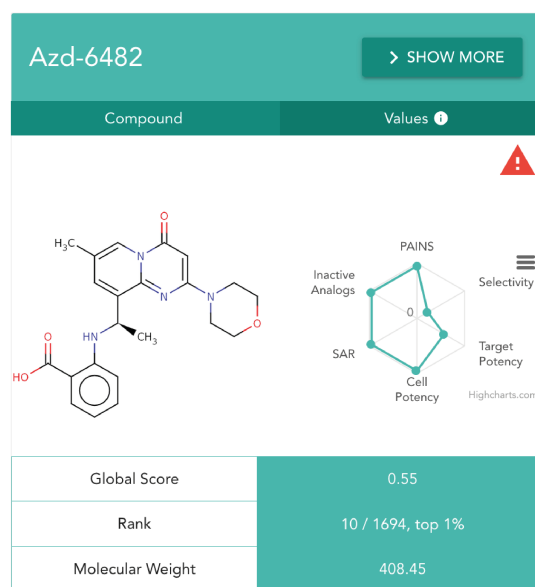 Azd-6482
SHOW MORE
Compound
Values
O
H₃C
N
N
N
O
HN
CH₃
O
HO
PAINS
Inactive
Analogs
Selectivity
0
SAR
Target
Potency
Cell
Potency
Highcharts.com
Global Score
0.55
Rank
10 / 1694, top 1%
Molecular Weight
408.45